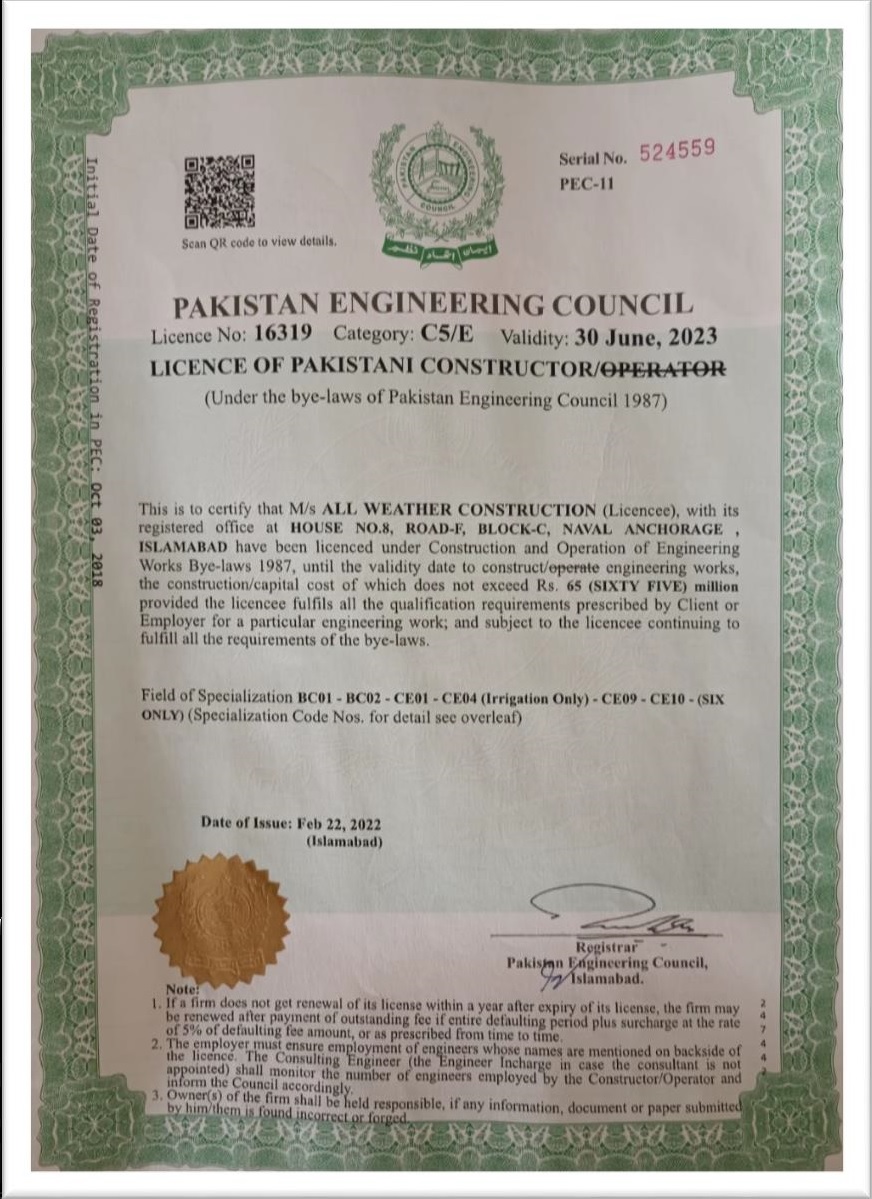 PAKISTAN ENGINEERING COUNCIL
ایمان اتحاد نظم
Scan QR code to view details.
Serial No. 524559
PEC-11
Initial Date of Registration in PEC: Oct 03, 2018
PAKISTAN ENGINEERING COUNCIL
Licence No: 16319 Category: C5/E Validity: 30 June, 2023
LICENCE OF PAKISTANI CONSTRUCTOR/OPERATOR
(Under the bye-laws of Pakistan Engineering Council 1987)
This is to certify that M/s ALL WEATHER CONSTRUCTION (Licencee), with its
registered office at HOUSE NO.8, ROAD-F, BLOCK-C, NAVAL ANCHORAGE ,
ISLAMABAD have been licenced under Construction and Operation of Engineering
Works Bye-laws 1987, until the validity date to construct/operate engineering works,
the construction/capital cost of which does not exceed Rs. 65 (SIXTY FIVE) million
provided the licencee fulfils all the qualification requirements prescribed by Client or
Employer for a particular engineering work; and subject to the licencee continuing to
fulfill all the requirements of the bye-laws.
Field of Specialization BC01 - BC02 - CE01 - CE04 (Irrigation Only) - CE09 - CE10 - (SIX
ONLY) (Specialization Code Nos. for detail see overleaf)
Date of Issue: Feb 22, 2022
(Islamabad)
Registrar
Pakistan Engineering Council,
Islamabad.
Note:
1. If a firm does not get renewal of its license within a year after expiry of its license, the firm may
be renewed after payment of outstanding fee if entire defaulting period plus surcharge at the rate
of 5% of defaulting fee amount, or as prescribed from time to time.
2. The employer must ensure employment of engineers whose names are mentioned on backside of
the licence. The Consulting Engineer (the Engineer Incharge in case the consultant is not
appointed) shall monitor the number of engineers employed by the Constructor/Operator and
inform the Council accordingly.
3. Owner(s) of the firm shall be held responsible, if any information, document or paper submitted
by him/them is found incorrect or forged.